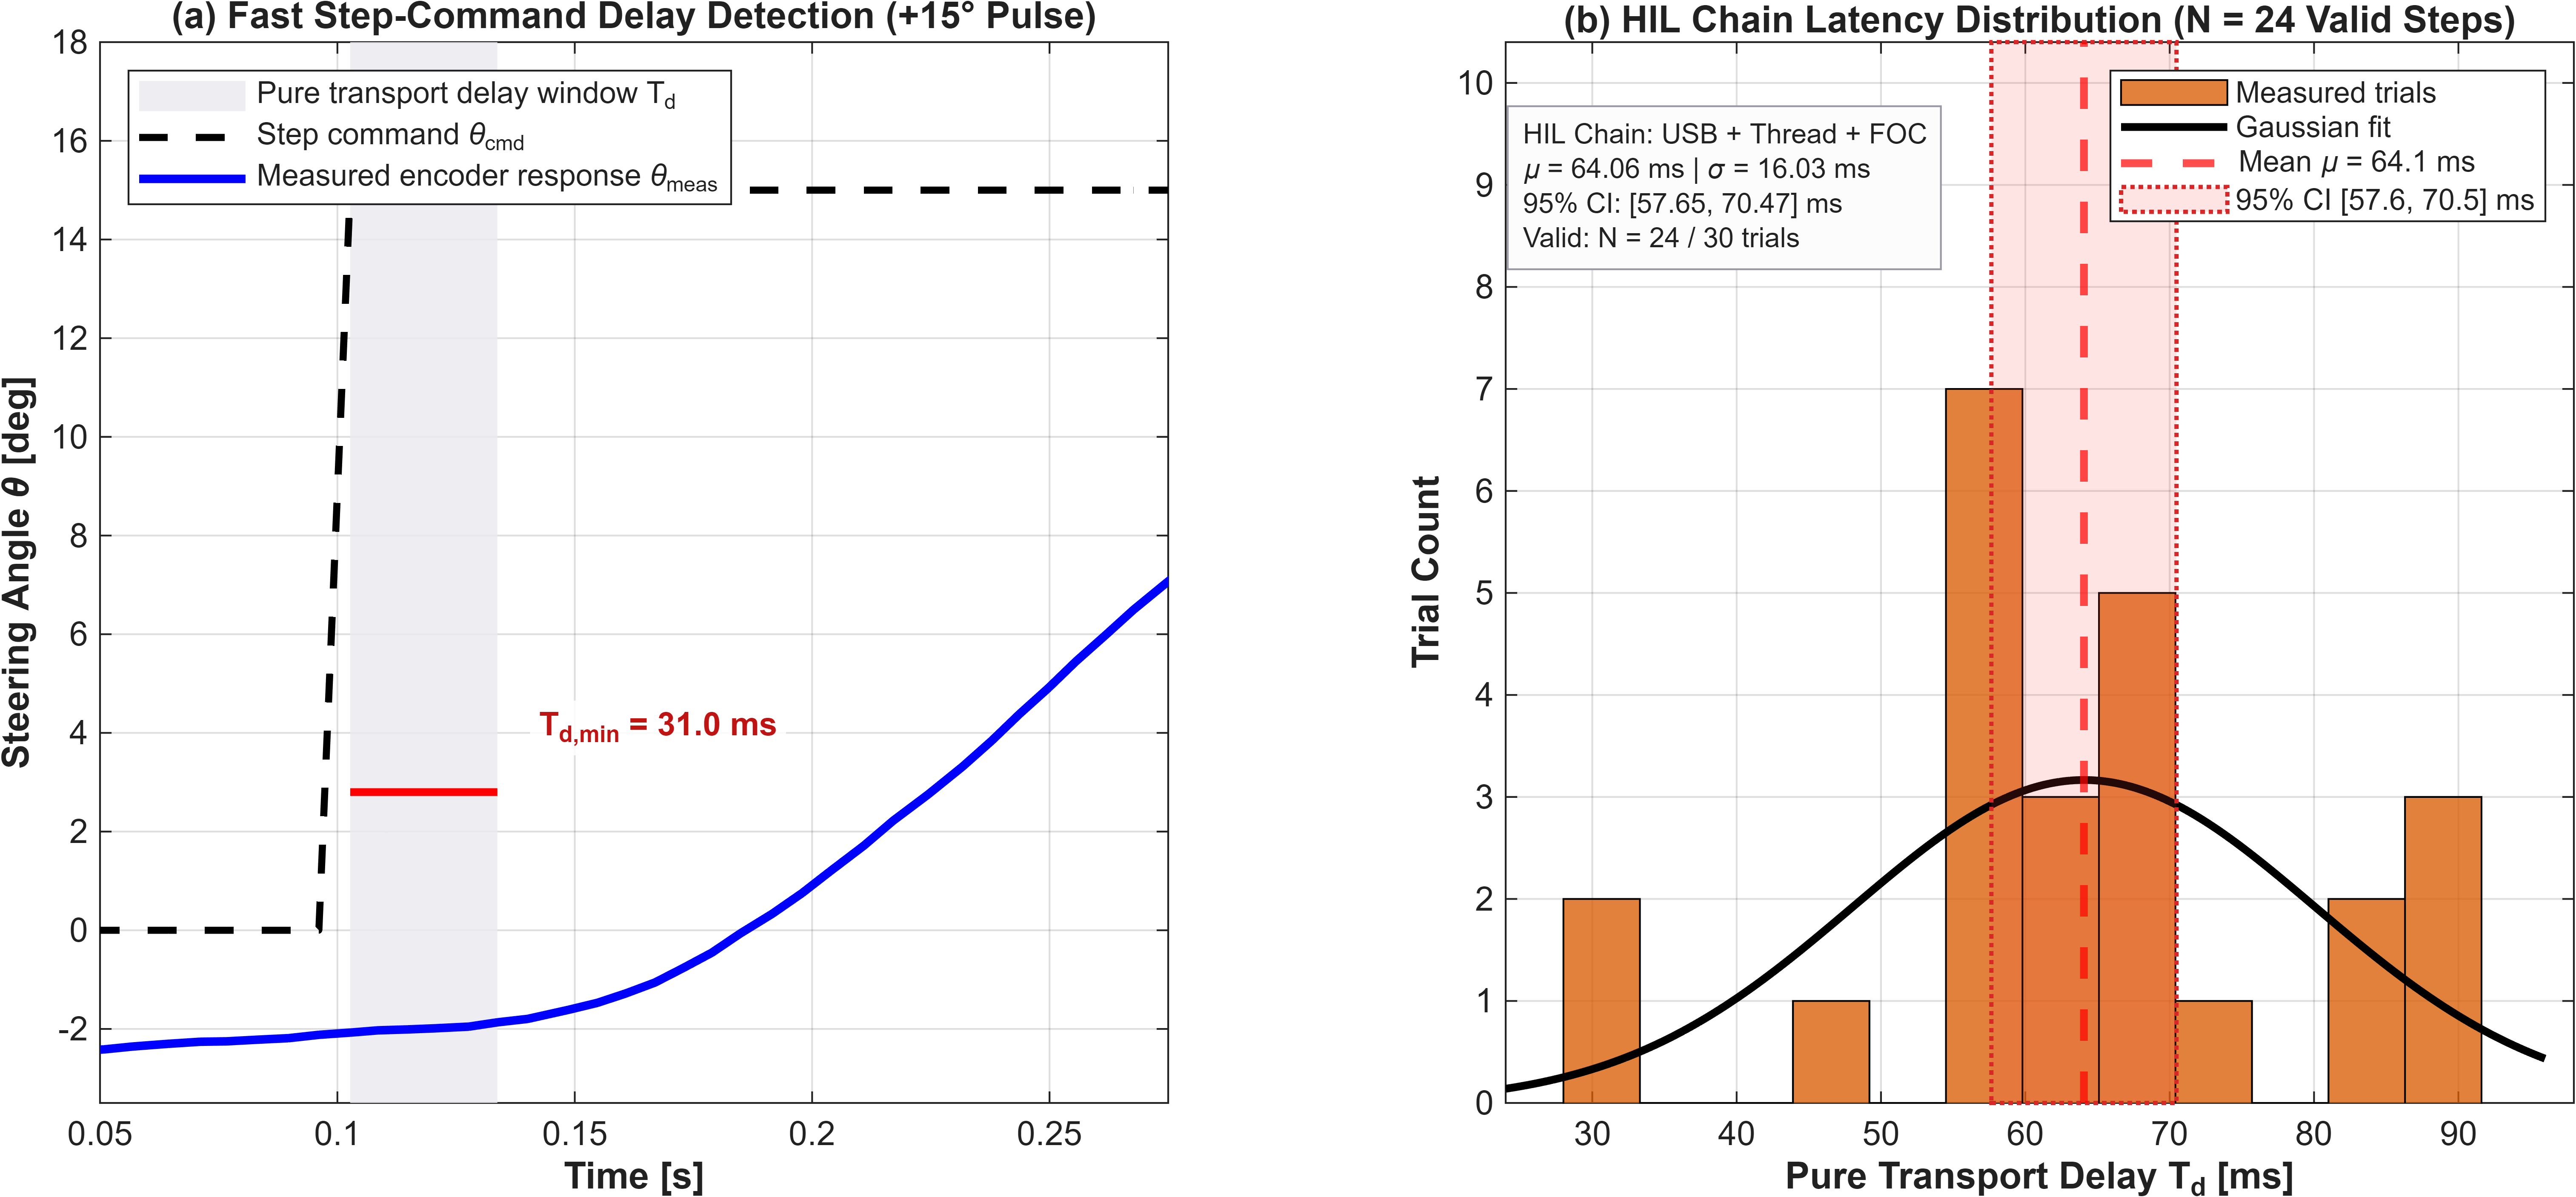 (a) Fast Step-Command Delay Detection (+15° Pulse)
Pure transport delay window Td
Step command θcmd
Measured encoder response θmeas
18
16
14
12
10
8
6
4
2
0
-2
Steering Angle θ [deg]
Td,min = 31.0 ms
0.05
0.1
0.15
0.2
0.25
Time [s]
(b) HIL Chain Latency Distribution (N = 24 Valid Steps)
Measured trials
Gaussian fit
Mean μ = 64.1 ms
95% CI [57.6, 70.5] ms
HIL Chain: USB + Thread + FOC
μ = 64.06 ms | σ = 16.03 ms
95% CI: [57.65, 70.47] ms
Valid: N = 24 / 30 trials
10
9
8
7
6
5
4
3
2
1
0
Trial Count
30
40
50
60
70
80
90
Pure Transport Delay Td [ms]